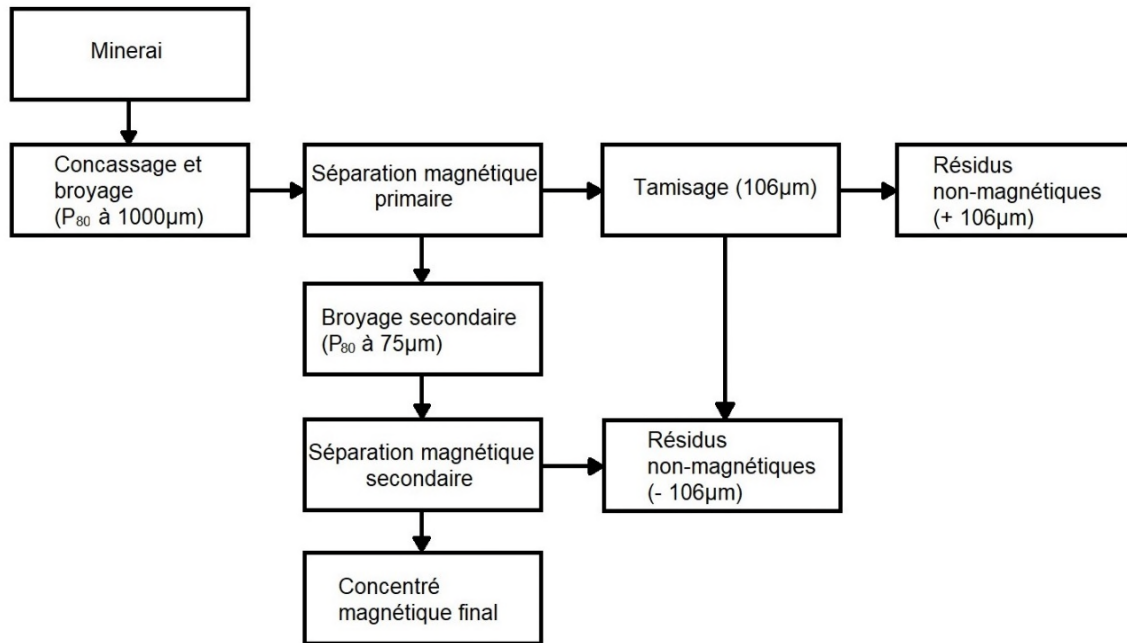 Minerai
Concassage et
broyage
(P₈₀ à 1000µm)
Séparation magnétique
primaire
Tamisage (106µm)
Résidus
non-magnétiques
(+ 106µm)
Broyage secondaire
(P₈₀ à 75µm)
Séparation magnétique
secondaire
Résidus
non-magnétiques
(- 106µm)
Concentré
magnétique final